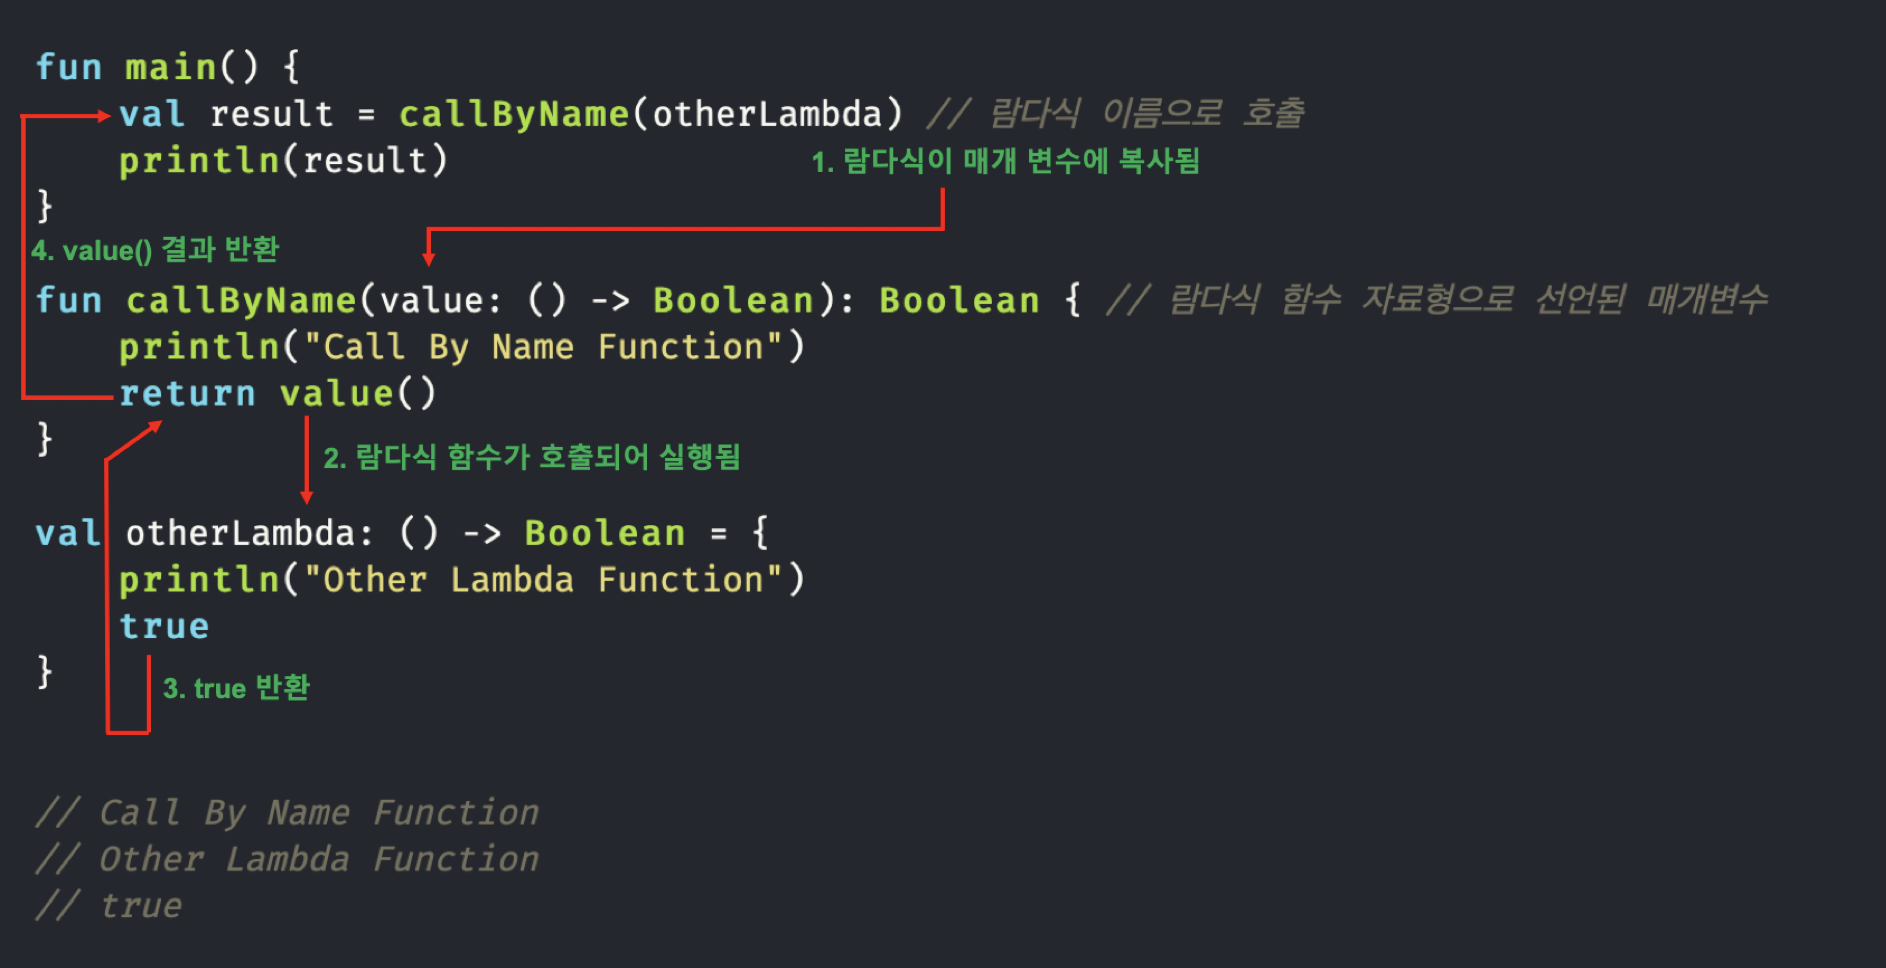 fun main() {
    val result = callByName(otherLambda) // 람다식 이름으로 호출
    println(result)
1. 람다식이 매개 변수에 복사됨
}
4. value() 결과 반환
fun callByName(value: () -> Boolean): Boolean { // 람다식 함수 자료형으로 선언된 매개변수
    println("Call By Name Function")
    return value()
}
2. 람다식 함수가 호출되어 실행됨
val otherLambda: () -> Boolean = {
    println("Other Lambda Function")
    true
}
3. true 반환
// Call By Name Function
// Other Lambda Function
// true